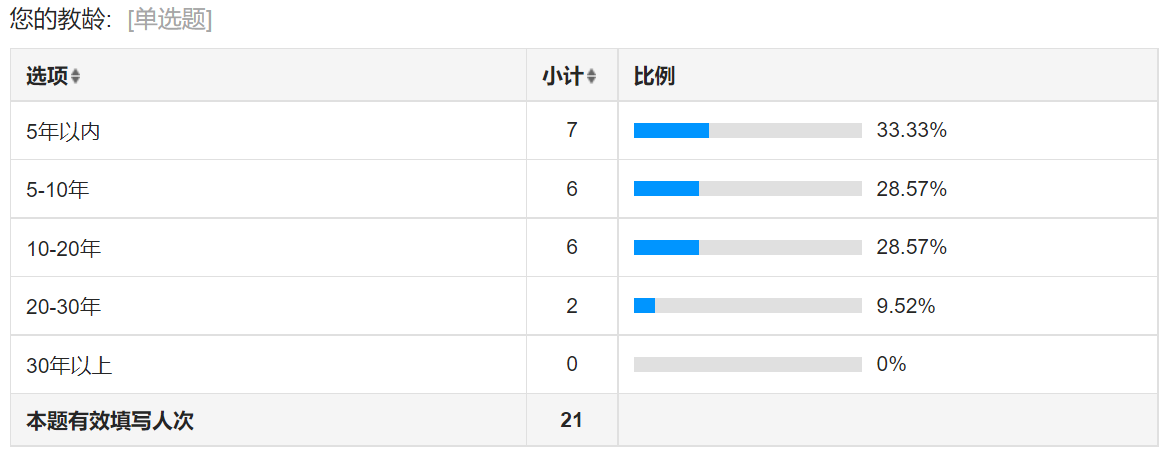 您的教龄: [单选题]
选项 小计 比例
5年以内 7 33.33%
5-10年 6 28.57%
10-20年 6 28.57%
20-30年 2 9.52%
30年以上 0 0%
本题有效填写人次 21